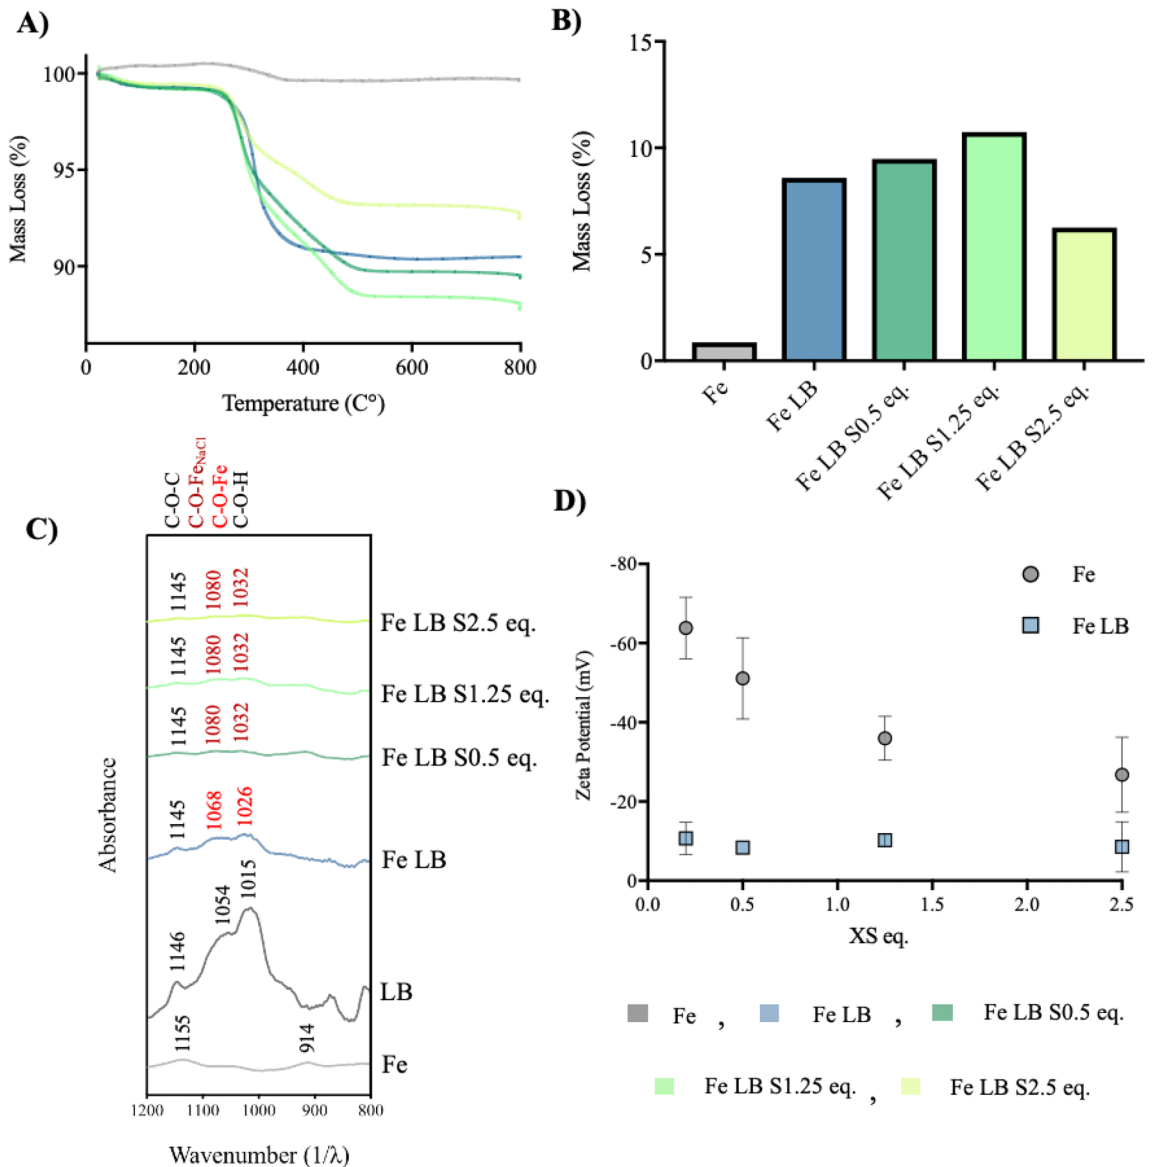 A)
100
95
90
Mass Loss (%)
0 200 400 600 800
Temperature (C°)
B)
15
10
5
0
Mass Loss (%)
Fe
Fe LB
Fe LB S0.5 eq.
Fe LB S1.25 eq.
Fe LB S2.5 eq.
C)
C-O-C
C-O-Fe NaCl
C-O-Fe
C-O-H
1145 1080 1032
Fe LB S2.5 eq.
1145 1080 1032
Fe LB S1.25 eq.
1145 1080 1032
Fe LB S0.5 eq.
1145 1068 1026
Fe LB
1146 1054 1015
LB
1155 914
Fe
Absorbance
1200 1100 1000 900 800
Wavenumber (1/λ)
D)
-80
-60
-40
-20
0
Zeta Potential (mV)
Fe
Fe LB
0.0 0.5 1.0 1.5 2.0 2.5
XS eq.
Fe , Fe LB , Fe LB S0.5 eq.
Fe LB S1.25 eq. , Fe LB S2.5 eq.